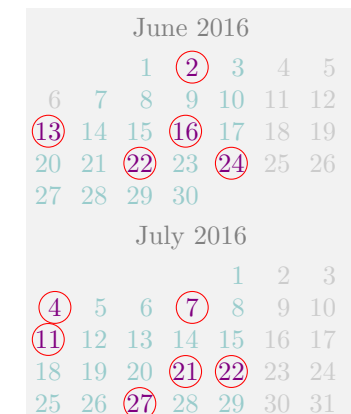 June 2016
1 2 3 4 5
6 7 8 9 10 11 12
13 14 15 16 17 18 19
20 21 22 23 24 25 26
27 28 29 30
July 2016
1 2 3
4 5 6 7 8 9 10
11 12 13 14 15 16 17
18 19 20 21 22 23 24
25 26 27 28 29 30 31